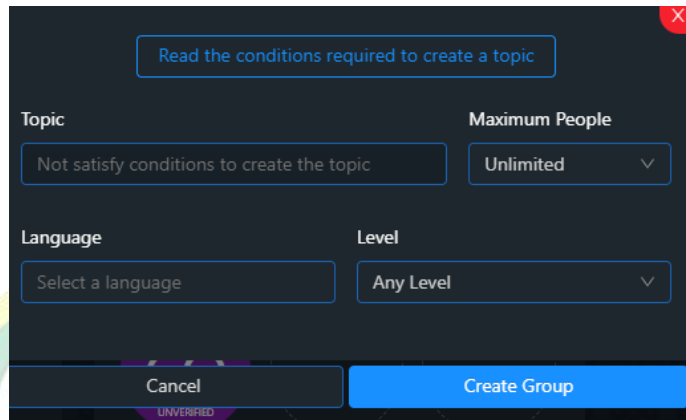 X
Read the conditions required to create a topic
Topic
Maximum People
Not satisfy conditions to create the topic
Unlimited
Language
Level
Select a language
Any Level
Cancel
Create Group
UNVERIFIED